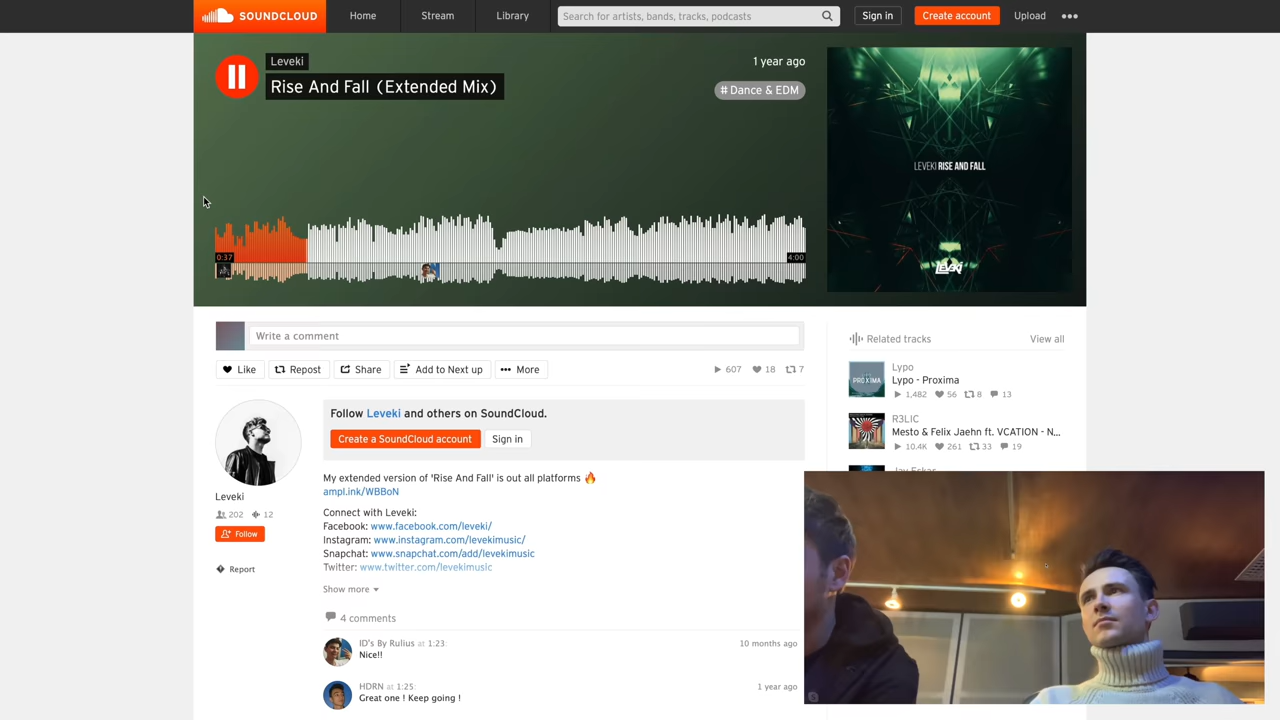 SOUNDCLOUD
Home
Stream
Library
Search for artists, bands, tracks, podcasts
Sign in
Create account
Upload
Leveki
1 year ago
Rise And Fall (Extended Mix)
# Dance & EDM
LEVEKI RISE AND FALL
0:37
4:00
LEVEKI
Write a comment
Like
Repost
Share
Add to Next up
More
607
18
7
Related tracks
View all
Lypo
Lypo - Proxima
1,482
56
8
13
PROXIMA
R3LIC
Mesto & Felix Jaehn ft. VCATION - N...
10.4K
261
33
19
Follow Leveki and others on SoundCloud.
Create a SoundCloud account
Sign in
Leveki
202
12
Follow
Report
My extended version of 'Rise And Fall' is out all platforms
ampl.ink/WBBoN
Connect with Leveki:
Facebook: www.facebook.com/leveki/
Instagram: www.instagram.com/levekimusic/
Snapchat: www.snapchat.com/add/levekimusic
Twitter: www.twitter.com/levekimusic
Show more
4 comments
ID's By Rulius at 1:23:
10 months ago
Nice!!
HDRN at 1:25:
1 year ago
Great one ! Keep going !